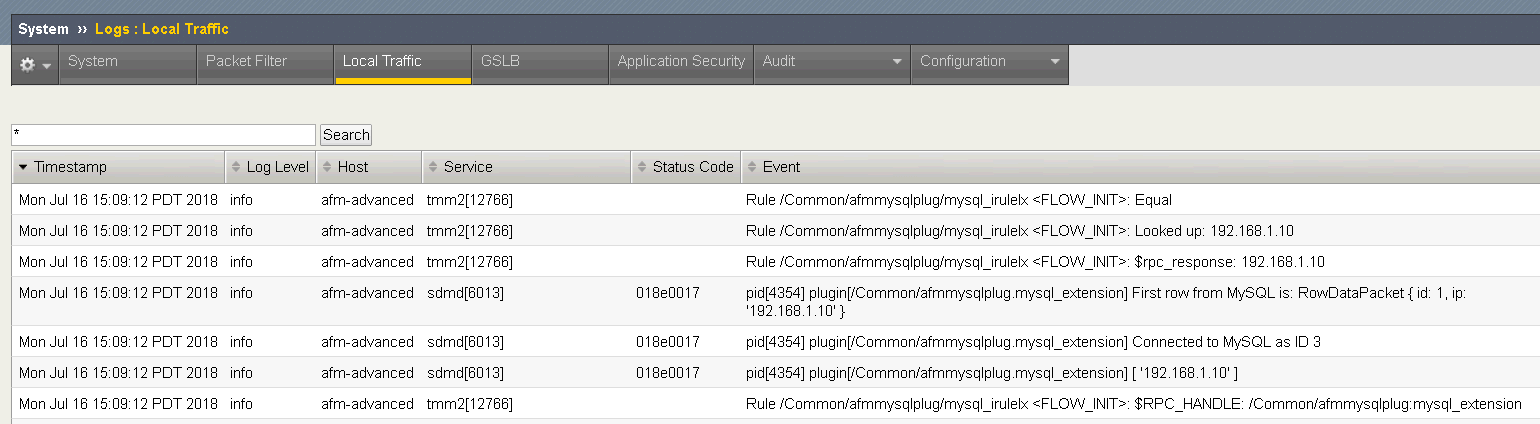 System ›› Logs : Local Traffic
System Packet Filter Local Traffic GSLB Application Security Audit Configuration
* Search
Timestamp Log Level Host Service Status Code Event
Mon Jul 16 15:09:12 PDT 2018 info afm-advanced tmm2[12766] Rule /Common/afmmysqlplug/mysql_irulelx <FLOW_INIT>: Equal
Mon Jul 16 15:09:12 PDT 2018 info afm-advanced tmm2[12766] Rule /Common/afmmysqlplug/mysql_irulelx <FLOW_INIT>: Looked up: 192.168.1.10
Mon Jul 16 15:09:12 PDT 2018 info afm-advanced tmm2[12766] Rule /Common/afmmysqlplug/mysql_irulelx <FLOW_INIT>: $rpc_response: 192.168.1.10
Mon Jul 16 15:09:12 PDT 2018 info afm-advanced sdmd[6013] 018e0017 pid[4354] plugin[/Common/afmmysqlplug.mysql_extension] First row from MySQL is: RowDataPacket { id: 1, ip:
'192.168.1.10' }
Mon Jul 16 15:09:12 PDT 2018 info afm-advanced sdmd[6013] 018e0017 pid[4354] plugin[/Common/afmmysqlplug.mysql_extension] Connected to MySQL as ID 3
Mon Jul 16 15:09:12 PDT 2018 info afm-advanced sdmd[6013] 018e0017 pid[4354] plugin[/Common/afmmysqlplug.mysql_extension] [ '192.168.1.10' ]
Mon Jul 16 15:09:12 PDT 2018 info afm-advanced tmm2[12766] Rule /Common/afmmysqlplug/mysql_irulelx <FLOW_INIT>: $RPC_HANDLE: /Common/afmmysqlplug:mysql_extension